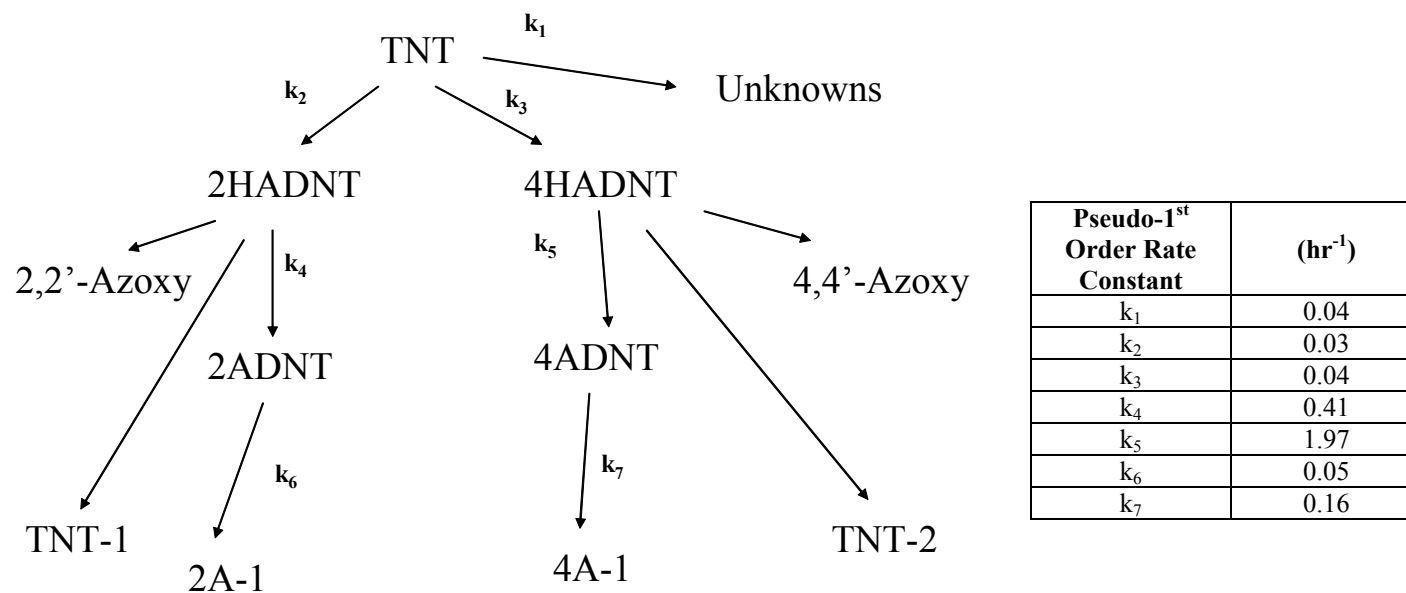 k₁
TNT
Unknowns
k₂
k₃
2HADNT
4HADNT
2,2’-Azoxy
k₄
k₅
4,4’-Azoxy
2ADNT
4ADNT
k₆
k₇
TNT-1
2A-1
4A-1
TNT-2
Pseudo-1ˢᵗ
Order Rate
Constant
(hr⁻¹)
k₁ 0.04
k₂ 0.03
k₃ 0.04
k₄ 0.41
k₅ 1.97
k₆ 0.05
k₇ 0.16